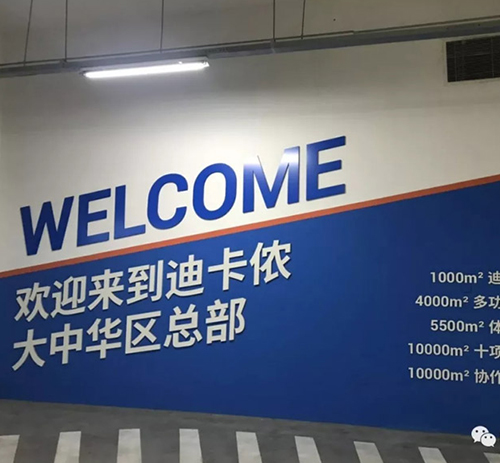 WELCOME
欢迎来到迪卡侬
大中华区总部
1000m² 迪
4000m² 多功
5500m² 体
10000m² 十项
10000m² 协作